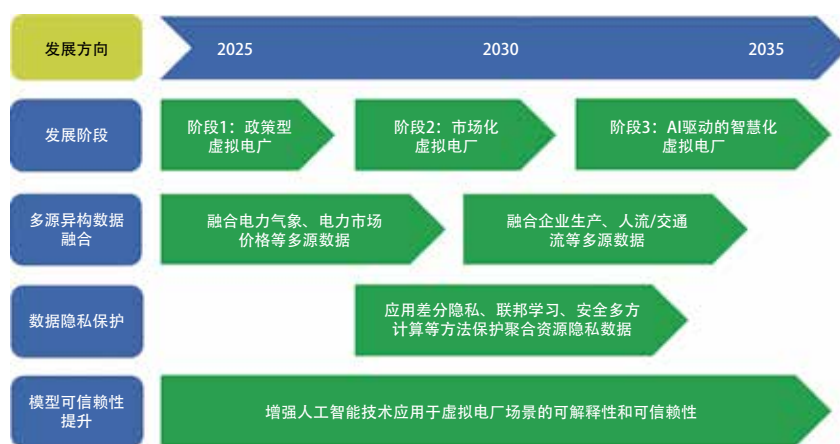 发展方向
2025 2030 2035
发展阶段
阶段1：政策型
虚拟电广
阶段2：市场化
虚拟电厂
阶段3：AI驱动的智慧化
虚拟电厂
多源异构数据
融合
融合电力气象、电力市场
价格等多源数据
融合企业生产、人流/交通
流等多源数据
数据隐私保护
应用差分隐私、联邦学习、安全多方
计算等方法保护聚合资源隐私数据
模型可信赖性
提升
增强人工智能技术应用于虚拟电厂场景的可解释性和可信赖性